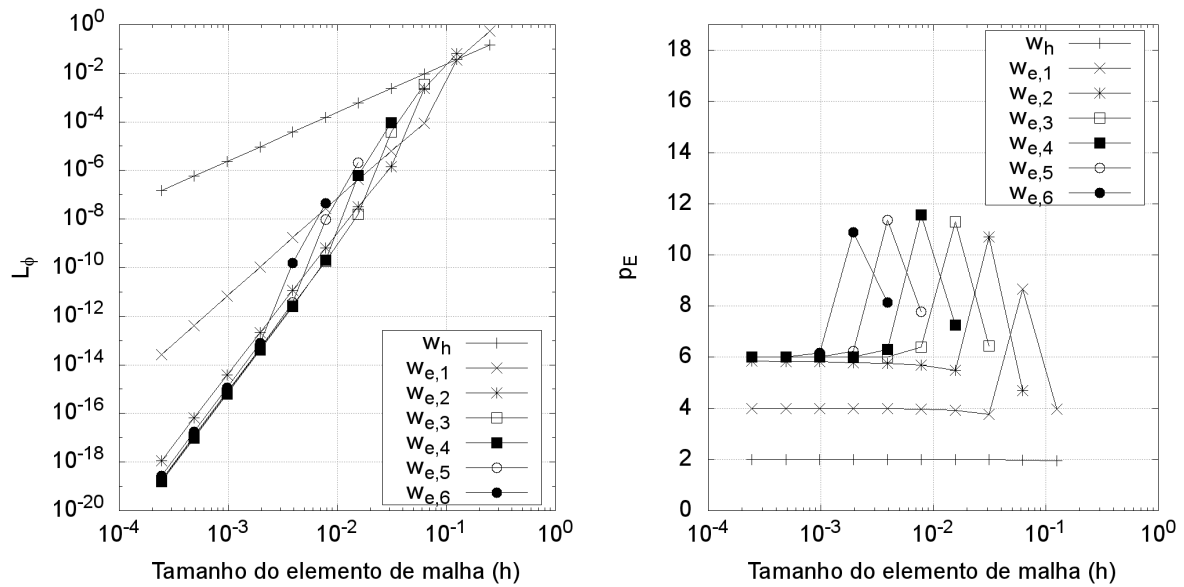 10^0
10^-2
10^-4
10^-6
10^-8
10^-10
10^-12
10^-14
10^-16
10^-18
10^-20
L_ϕ
w_h
w_e,1
w_e,2
w_e,3
w_e,4
w_e,5
w_e,6
10^-4
10^-3
10^-2
10^-1
10^0
Tamanho do elemento de malha (h)
18
16
14
12
10
8
6
4
2
0
p_E
w_h
w_e,1
w_e,2
w_e,3
w_e,4
w_e,5
w_e,6
10^-4
10^-3
10^-2
10^-1
10^0
Tamanho do elemento de malha (h)